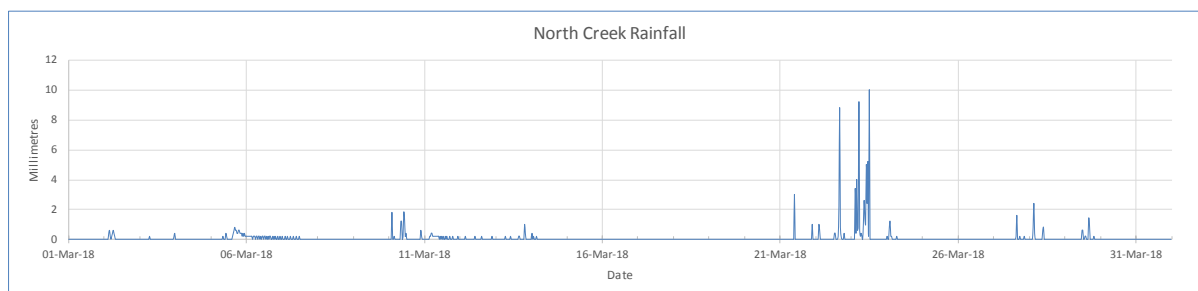 North Creek Rainfall
12
10
8
6
4
2
0
Millimetres
01-Mar-18 06-Mar-18 11-Mar-18 16-Mar-18 21-Mar-18 26-Mar-18 31-Mar-18
Date